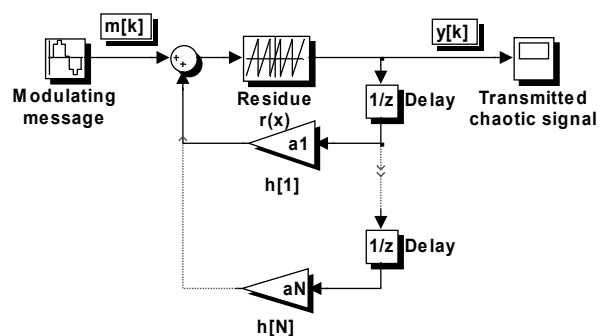 m[k]
y[k]
+
+
Modulating
message
Residue
r(x)
1/z
Delay
Transmitted
chaotic signal
a1
h[1]
1/z
Delay
aN
h[N]